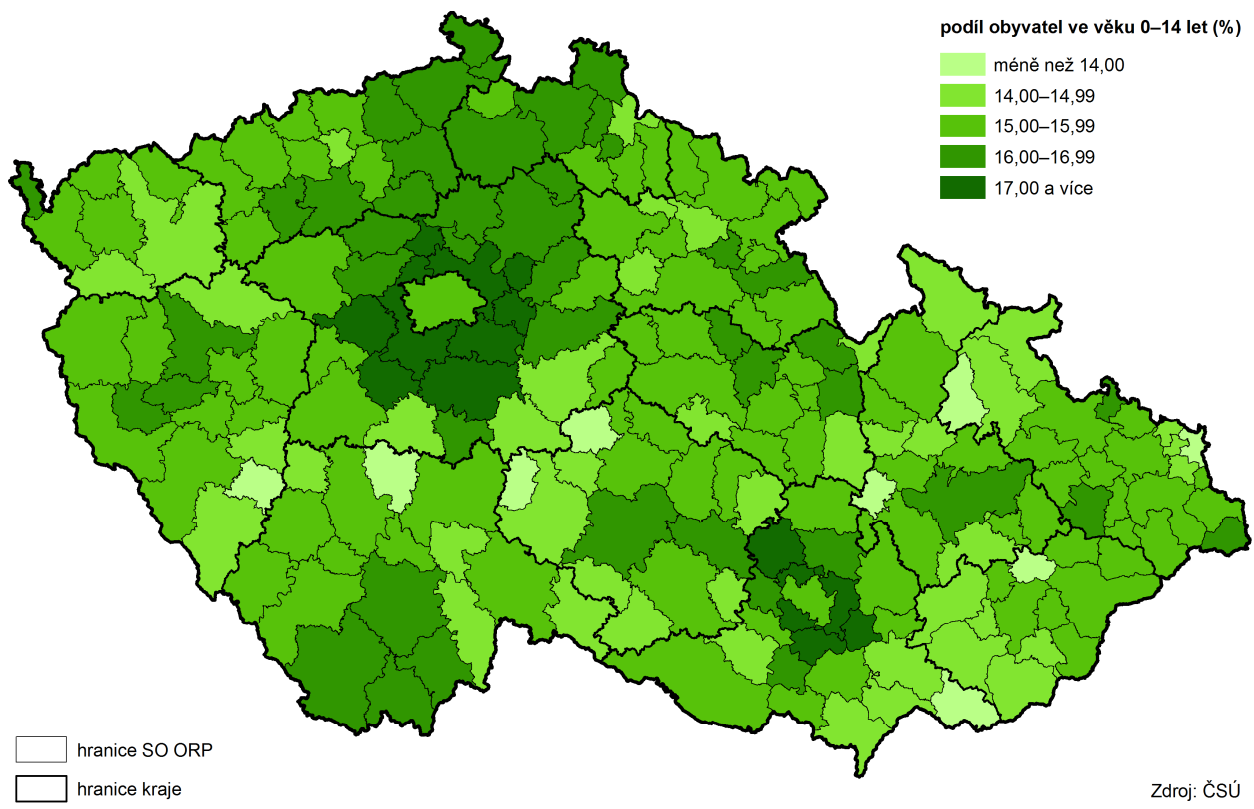 podíl obyvatel ve věku 0–14 let (%)
méně než 14,00
14,00–14,99
15,00–15,99
16,00–16,99
17,00 a více
hranice SO ORP
hranice kraje
Zdroj: ČSÚ